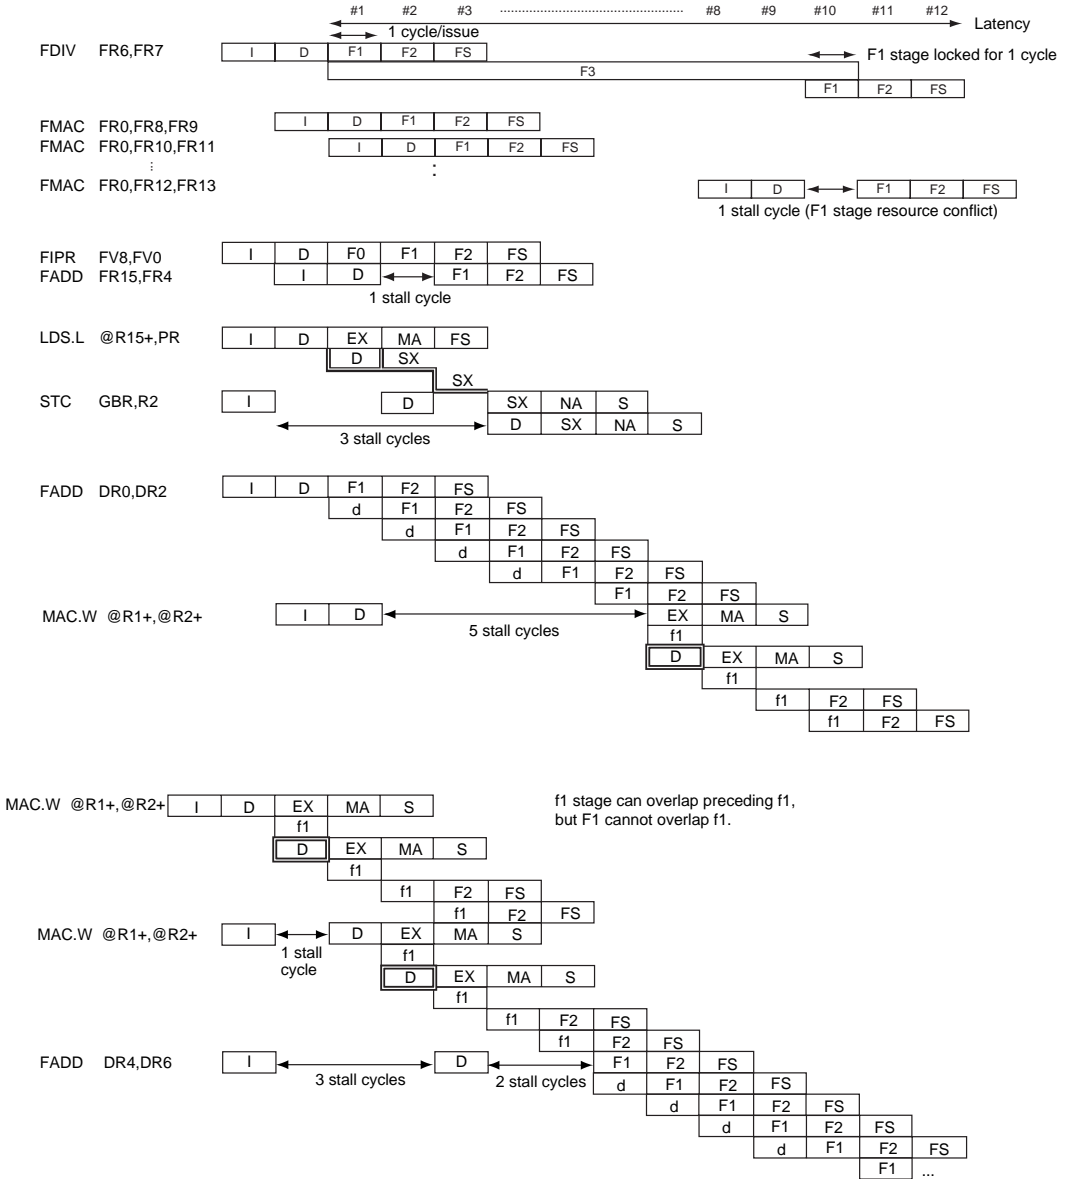 #1 #2 #3 #8 #9 #10 #11 #12
Latency
1 cycle/issue
FDIV FR6,FR7 I D F1 F2 FS F1 stage locked for 1 cycle
F3
F1 F2 FS
FMAC FR0,FR8,FR9 I D F1 F2 FS
FMAC FR0,FR10,FR11 I D F1 F2 FS
FMAC FR0,FR12,FR13 I D F1 F2 FS
1 stall cycle (F1 stage resource conflict)
FIPR FV8,FV0 I D F0 F1 F2 FS
FADD FR15,FR4 I D F1 F2 FS
1 stall cycle
LDS.L @R15+,PR I D EX MA FS
D SX
SX
STC GBR,R2 I D SX NA S
3 stall cycles D SX NA S
FADD DR0,DR2 I D F1 F2 FS
d F1 F2 FS
d F1 F2 FS
d F1 F2 FS
d F1 F2 FS
F1 F2 FS
MAC.W @R1+,@R2+ I D 5 stall cycles EX MA S
f1
D EX MA S
f1
f1 F2 FS
f1 F2 FS
MAC.W @R1+,@R2+ I D EX MA S
f1 stage can overlap preceding f1,
but F1 cannot overlap f1.
f1
D EX MA S
f1
f1 F2 FS
f1 F2 FS
MAC.W @R1+,@R2+ I D EX MA S
1 stall
cycle
f1
D EX MA S
f1
f1 F2 FS
f1 F2 FS
FADD DR4,DR6 I 3 stall cycles D 2 stall cycles F1 F2 FS
d F1 F2 FS
d F1 F2 FS
d F1 F2 FS
d F1 F2 FS
F1 ...